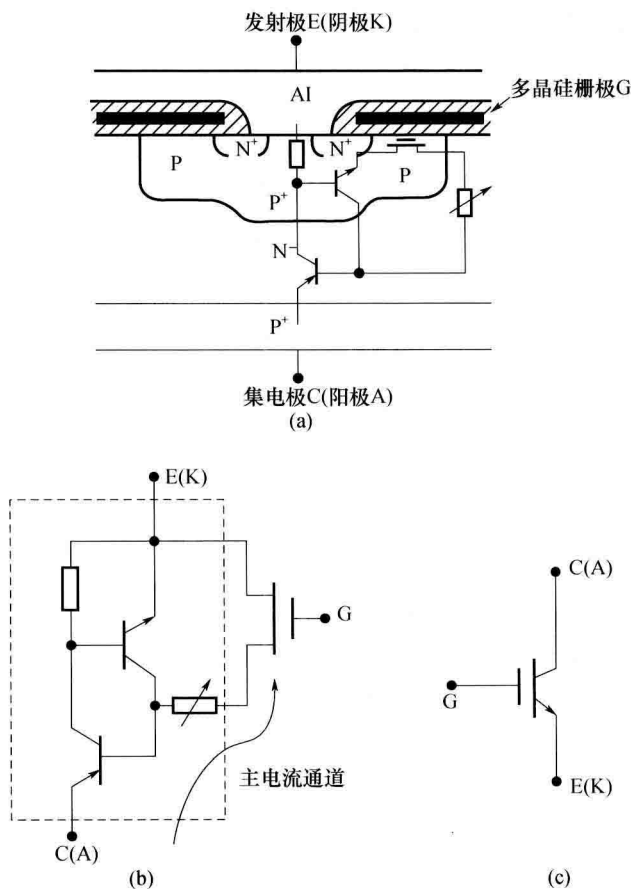 发射极E(阴极K)
AI
多晶硅栅极G
N⁺
N⁺
P
P
P⁺
N⁻
P⁺
集电极C(阳极A)
(a)
E(K)
G
主电流通道
C(A)
(b)
C(A)
G
E(K)
(c)